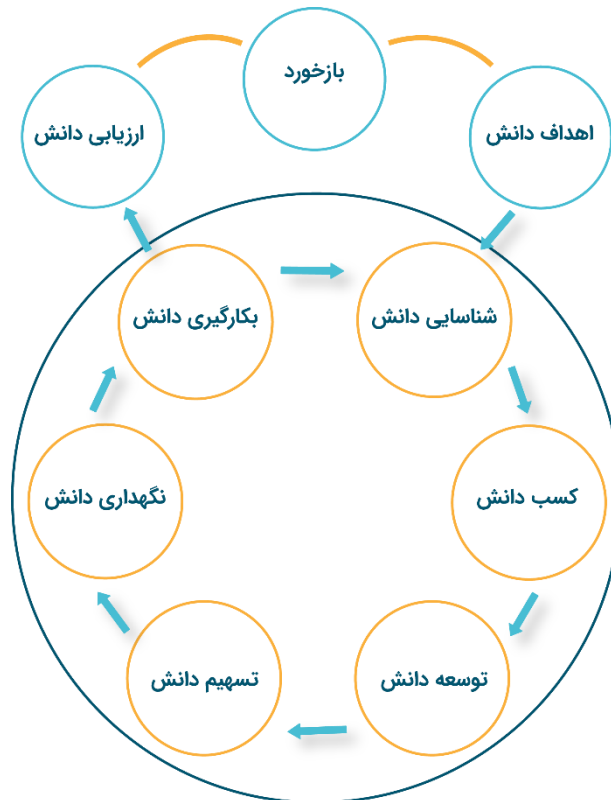 بازخورد
اهداف دانش
ارزیابی دانش
شناسایی دانش
بکارگیری دانش
کسب دانش
نگهداری دانش
توسعه دانش
تسهیم دانش